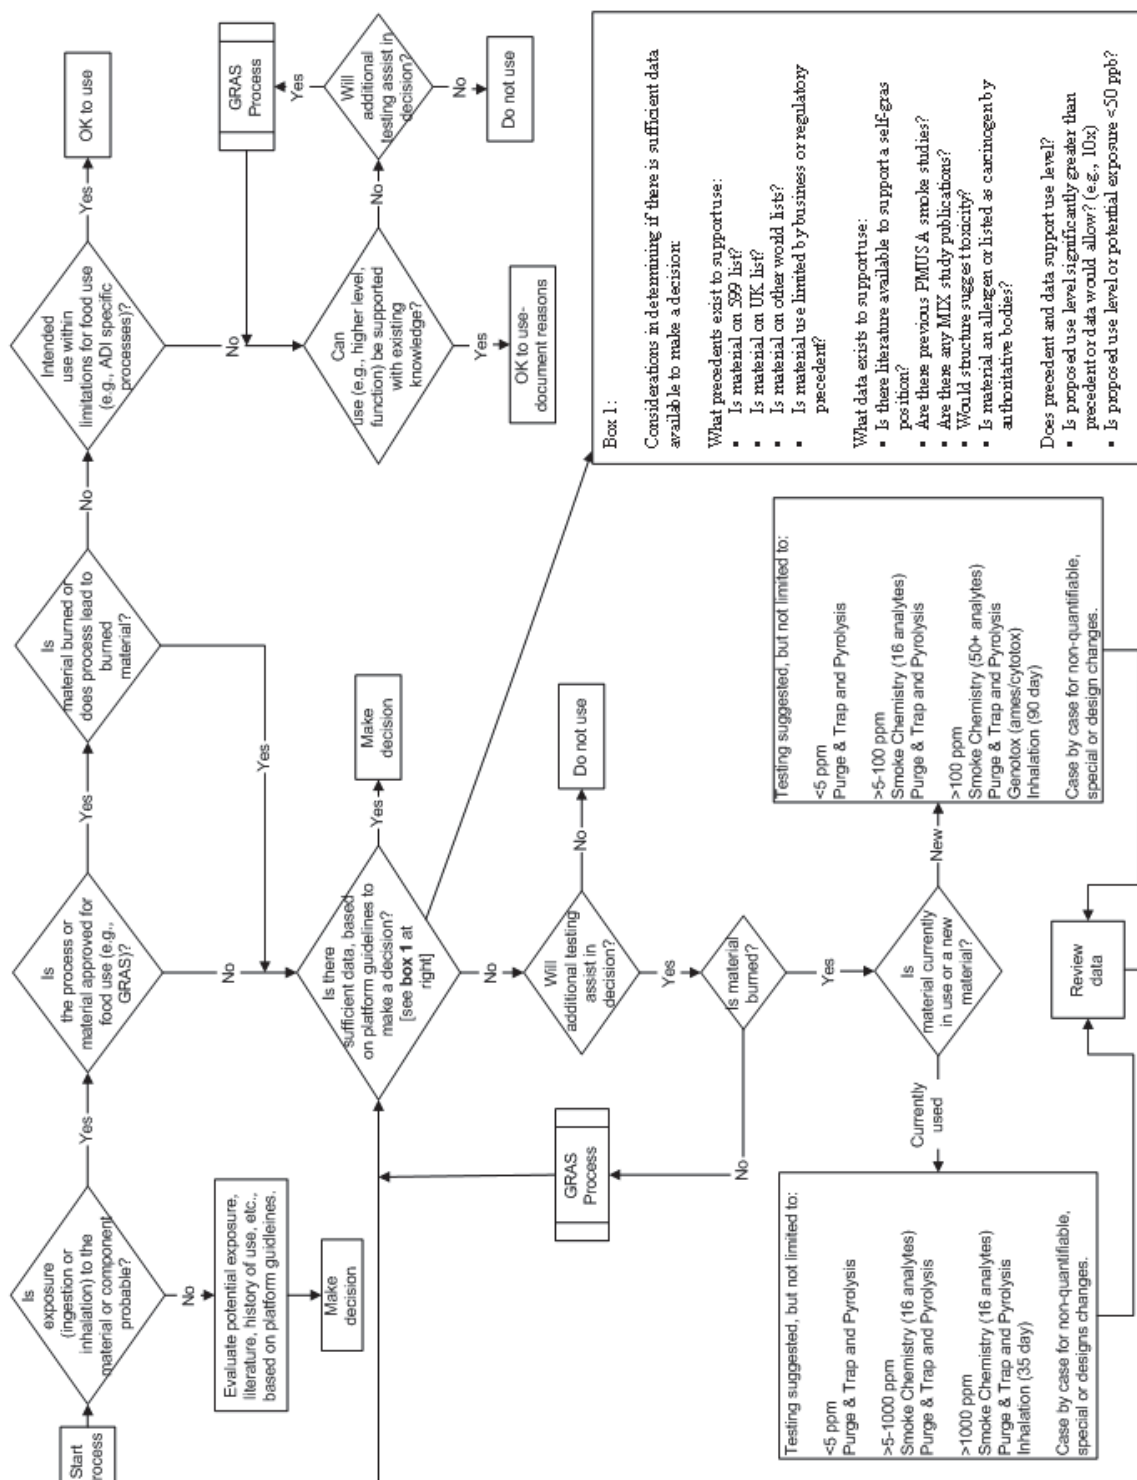 Start
rocess
Is
exposure
(ingestion or
inhalation) to the
material or component
probable?
Yes
No
Evaluate potential exposure,
literature, history of use, etc.,
based on platform guidleines.
Make
decision
Is
the process or
material approved for
food use (e.g.,
GRAS)?
Yes
No
Is
material burned or
does process lead to
burned
material?
No
Yes
Intended
use within
limitations for food use
(e.g., ADI specific
processes)?
Yes
OK to use
No
Can
use (e.g., higher level,
function) be supported
with existing
knowledge?
Yes
OK to use-
document reasons
No
Will
additional
testing assist in
decision?
Yes
GRAS
Process
No
Do not use
Is there
sufficient data, based
on platform guidelines to
make a decision?
[see box 1 at
right]
Yes
Make
decision
No
Will
additional testing
assist in
decision?
No
Do not use
Yes
Is material
burned?
No
GRAS
Process
Yes
Is
material currently
in use or a new
material?
Currently
used
New
Testing suggested, but not limited to:
<5 ppm
Purge & Trap and Pyrolysis
>5-1000 ppm
Smoke Chemistry (16 analytes)
Purge & Trap and Pyrolysis
>1000 ppm
Smoke Chemistry (16 analytes)
Purge & Trap and Pyrolysis
Inhalation (35 day)
Case by case for non-quantifiable,
special or designs changes.
Testing suggested, but not limited to:
<5 ppm
Purge & Trap and Pyrolysis
>5-100 ppm
Smoke Chemistry (16 analytes)
Purge & Trap and Pyrolysis
>100 ppm
Smoke Chemistry (50+ analytes)
Purge & Trap and Pyrolysis
Genotox (ames/cytotox)
Inhalation (90 day)
Case by case for non-quantifiable,
special or design changes.
Review
data
Box 1:
Considerations in determining if there is sufficient data
available to make a decision:
What precedents exist to support use:
▪ Is material on 599 list?
▪ Is material on UK list?
▪ Is material on other world lists?
▪ Is material use limited by business or regulatory
precedent?
What data exists to support use:
▪ Is there literature available to support a self-gras
position?
▪ Are there previous PMUSA smoke studies?
▪ Are there any MIX study publications?
▪ Would structure suggest toxicity?
▪ Is material an allergen or listed as carcinogen by
authoritative bodies?
Does precedent and data support use level?
▪ Is proposed use level significantly greater than
precedent or data would allow? (e.g., 10x)
▪ Is proposed use level or potential exposure <50 ppb?